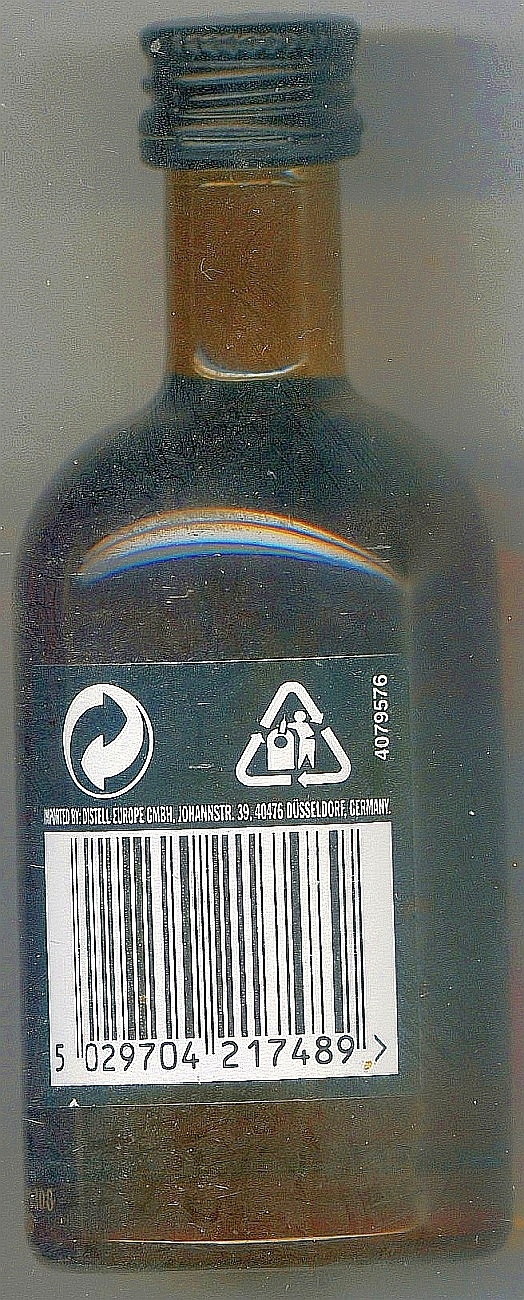 4079576
IMPORTED BY: DISTELL EUROPE GMBH, JOHANNSTR. 39, 40476 DÜSSELDORF, GERMANY.
5 029704 217489 >